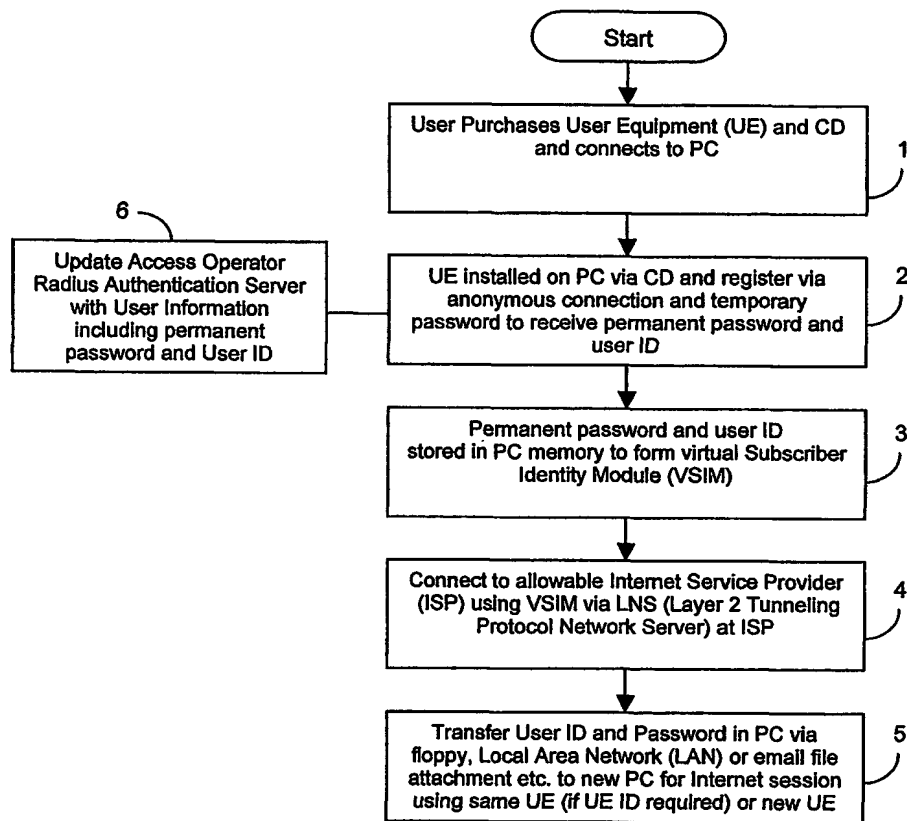 Start
User Purchases User Equipment (UE) and CD
and connects to PC
1
6
Update Access Operator
Radius Authentication Server
with User Information
including permanent
password and User ID
UE installed on PC via CD and register via
anonymous connection and temporary
password to receive permanent password and
user ID
2
Permanent password and user ID
stored in PC memory to form virtual Subscriber
Identity Module (VSIM)
3
Connect to allowable Internet Service Provider
(ISP) using VSIM via LNS (Layer 2 Tunneling
Protocol Network Server) at ISP
4
Transfer User ID and Password in PC via
floppy, Local Area Network (LAN) or email file
attachment etc. to new PC for Internet session
using same UE (if UE ID required) or new UE
5